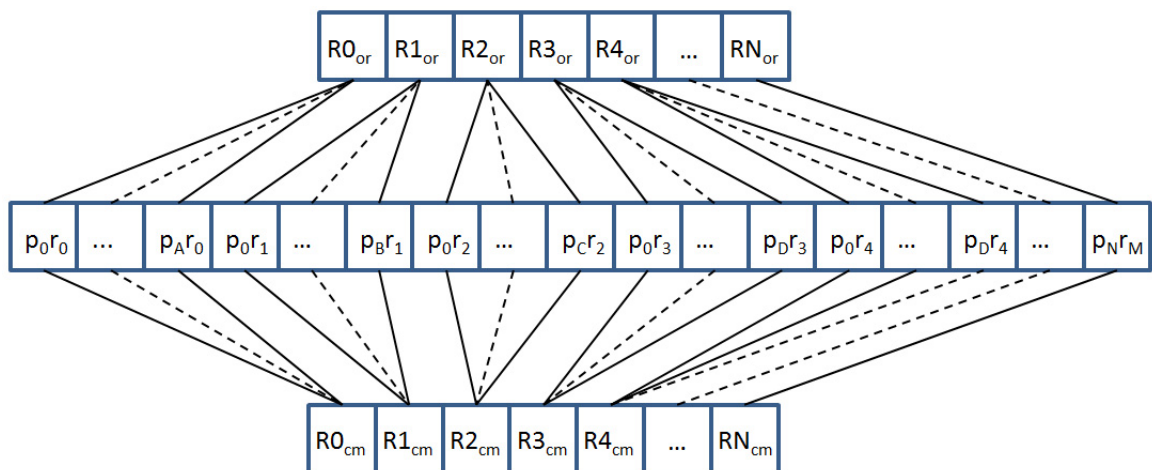 R0or R1or R2or R3or R4or ... RNor
p0r0 ... pAr0 p0r1 ... pBr1 p0r2 ... pCr2 p0r3 ... pDr3 p0r4 ... pDr4 ... pNrM
R0cm R1cm R2cm R3cm R4cm ... RNcm